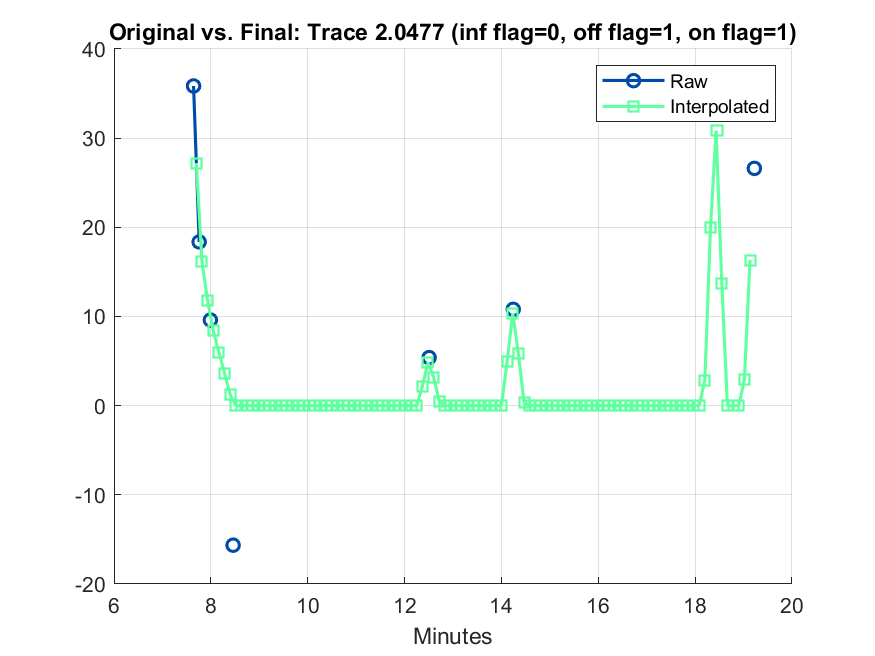 Original vs. Final: Trace 2.0477 (inf flag=0, off flag=1, on flag=1)
40
30
20
10
0
-10
-20
Raw
Interpolated
6 8 10 12 14 16 18 20
Minutes